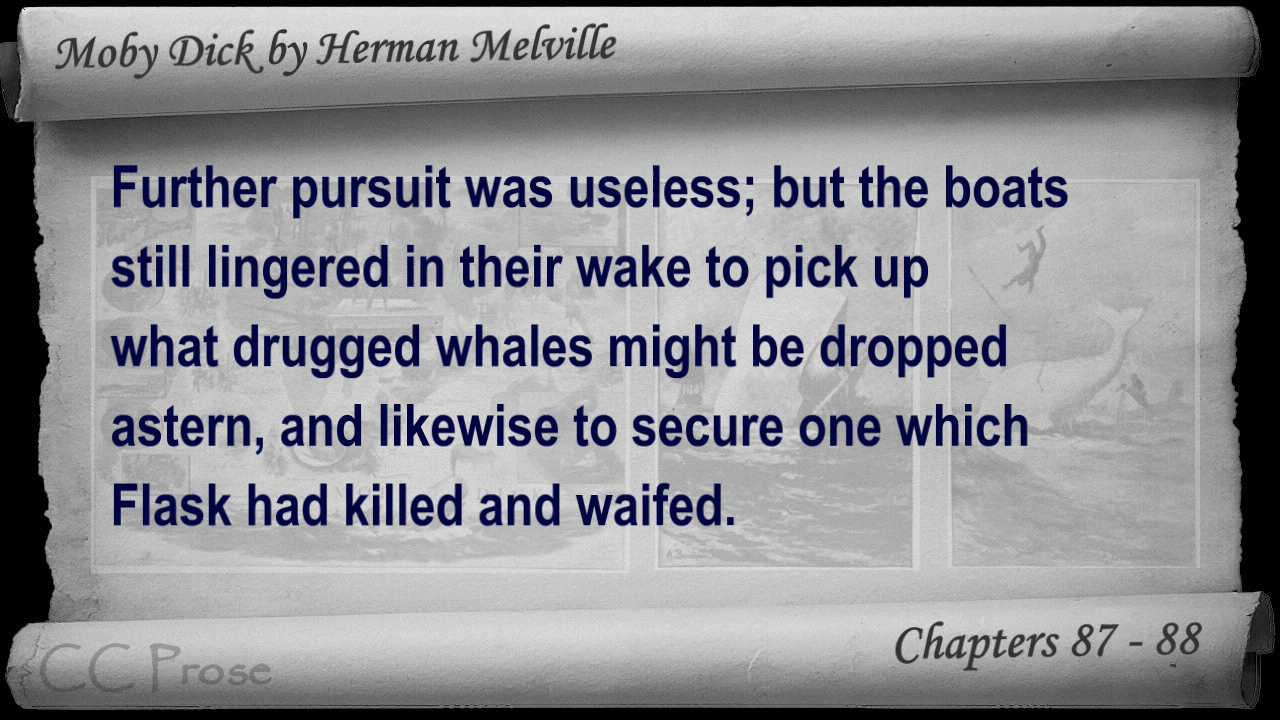 Moby Dick by Herman Melville
Further pursuit was useless; but the boats
still lingered in their wake to pick up
what drugged whales might be dropped
astern, and likewise to secure one which
Flask had killed and waifed.
Chapters 87 - 88
CC Prose